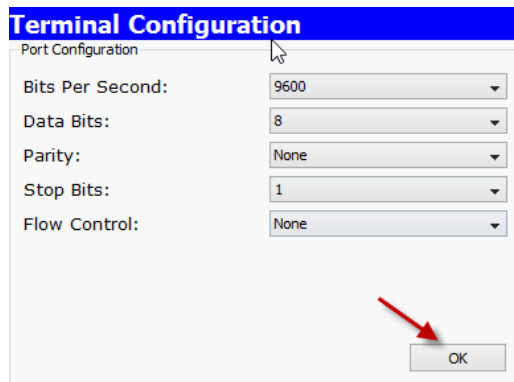 Terminal Configuration
Port Configuration
Bits Per Second: 9600
Data Bits: 8
Parity: None
Stop Bits: 1
Flow Control: None
OK